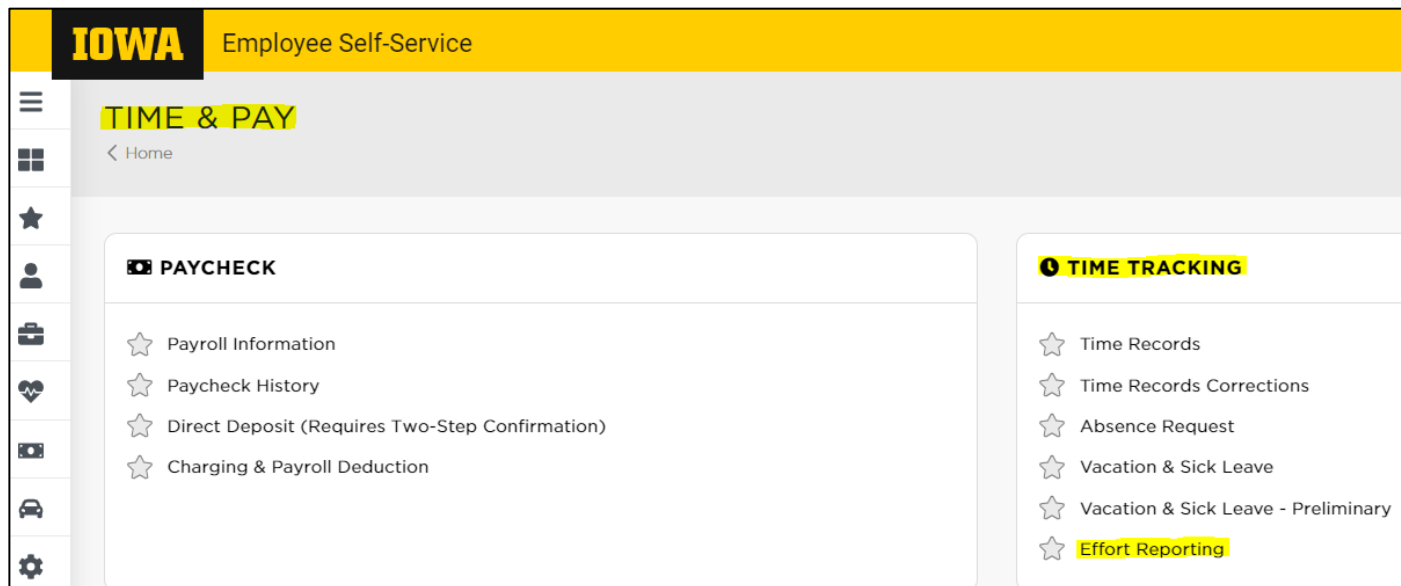 IOWA Employee Self-Service
TIME & PAY
Home
PAYCHECK
Payroll Information
Paycheck History
Direct Deposit (Requires Two-Step Confirmation)
Charging & Payroll Deduction
TIME TRACKING
Time Records
Time Records Corrections
Absence Request
Vacation & Sick Leave
Vacation & Sick Leave - Preliminary
Effort Reporting